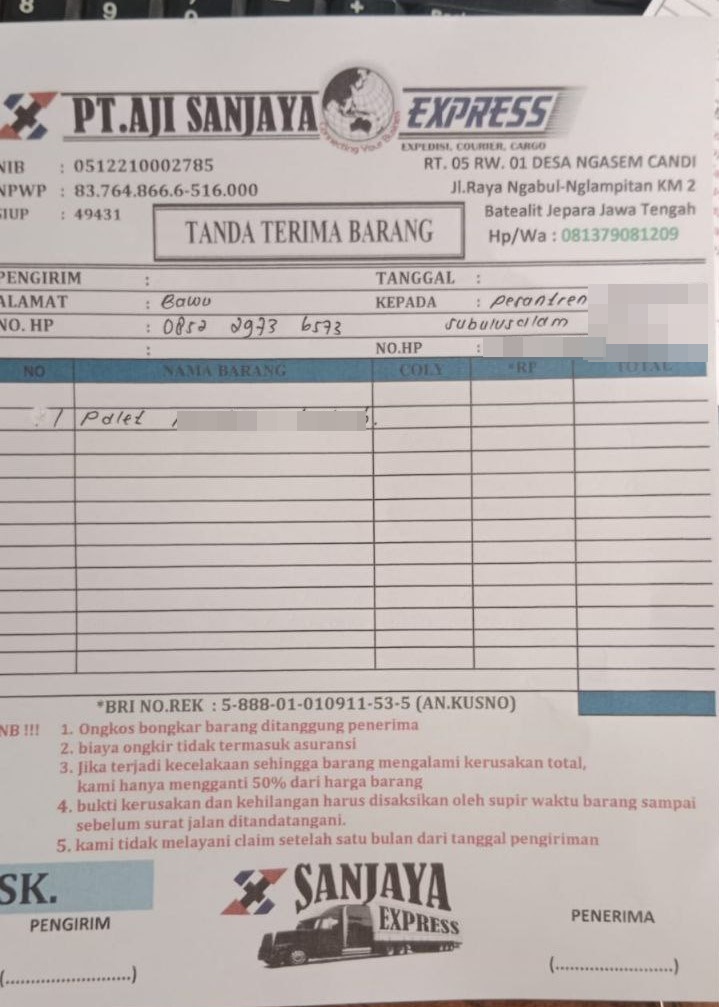 PT.AJI SANJAYA EXPRESS
Connecting Your Business
EXPEDISI, COURIER, CARGO
NIB : 0512210002785
NPWP : 83.764.866.6-516.000
SIUP : 49431
RT. 05 RW. 01 DESA NGASEM CANDI
Jl.Raya Ngabul-Nglampitan KM 2
Batealit Jepara Jawa Tengah
Hp/Wa : 081379081209
TANDA TERIMA BARANG
PENGIRIM : TANGGAL :
ALAMAT : Bawu KEPADA : pesantren
NO. HP : 0852 2973 6573 subulussalam
: NO.HP :
NO NAMA BARANG COLY *RP TOTAL
1 Palet
*BRI NO.REK : 5-888-01-010911-53-5 (AN.KUSNO)
NB !!! 1. Ongkos bongkar barang ditanggung penerima
2. biaya ongkir tidak termasuk asuransi
3. Jika terjadi kecelakaan sehingga barang mengalami kerusakan total,
kami hanya mengganti 50% dari harga barang
4. bukti kerusakan dan kehilangan harus disaksikan oleh supir waktu barang sampai
sebelum surat jalan ditandatangani.
5. kami tidak melayani claim setelah satu bulan dari tanggal pengiriman
SK.
SANJAYA
EXPRESS
PENGIRIM PENERIMA
(........................) (........................)